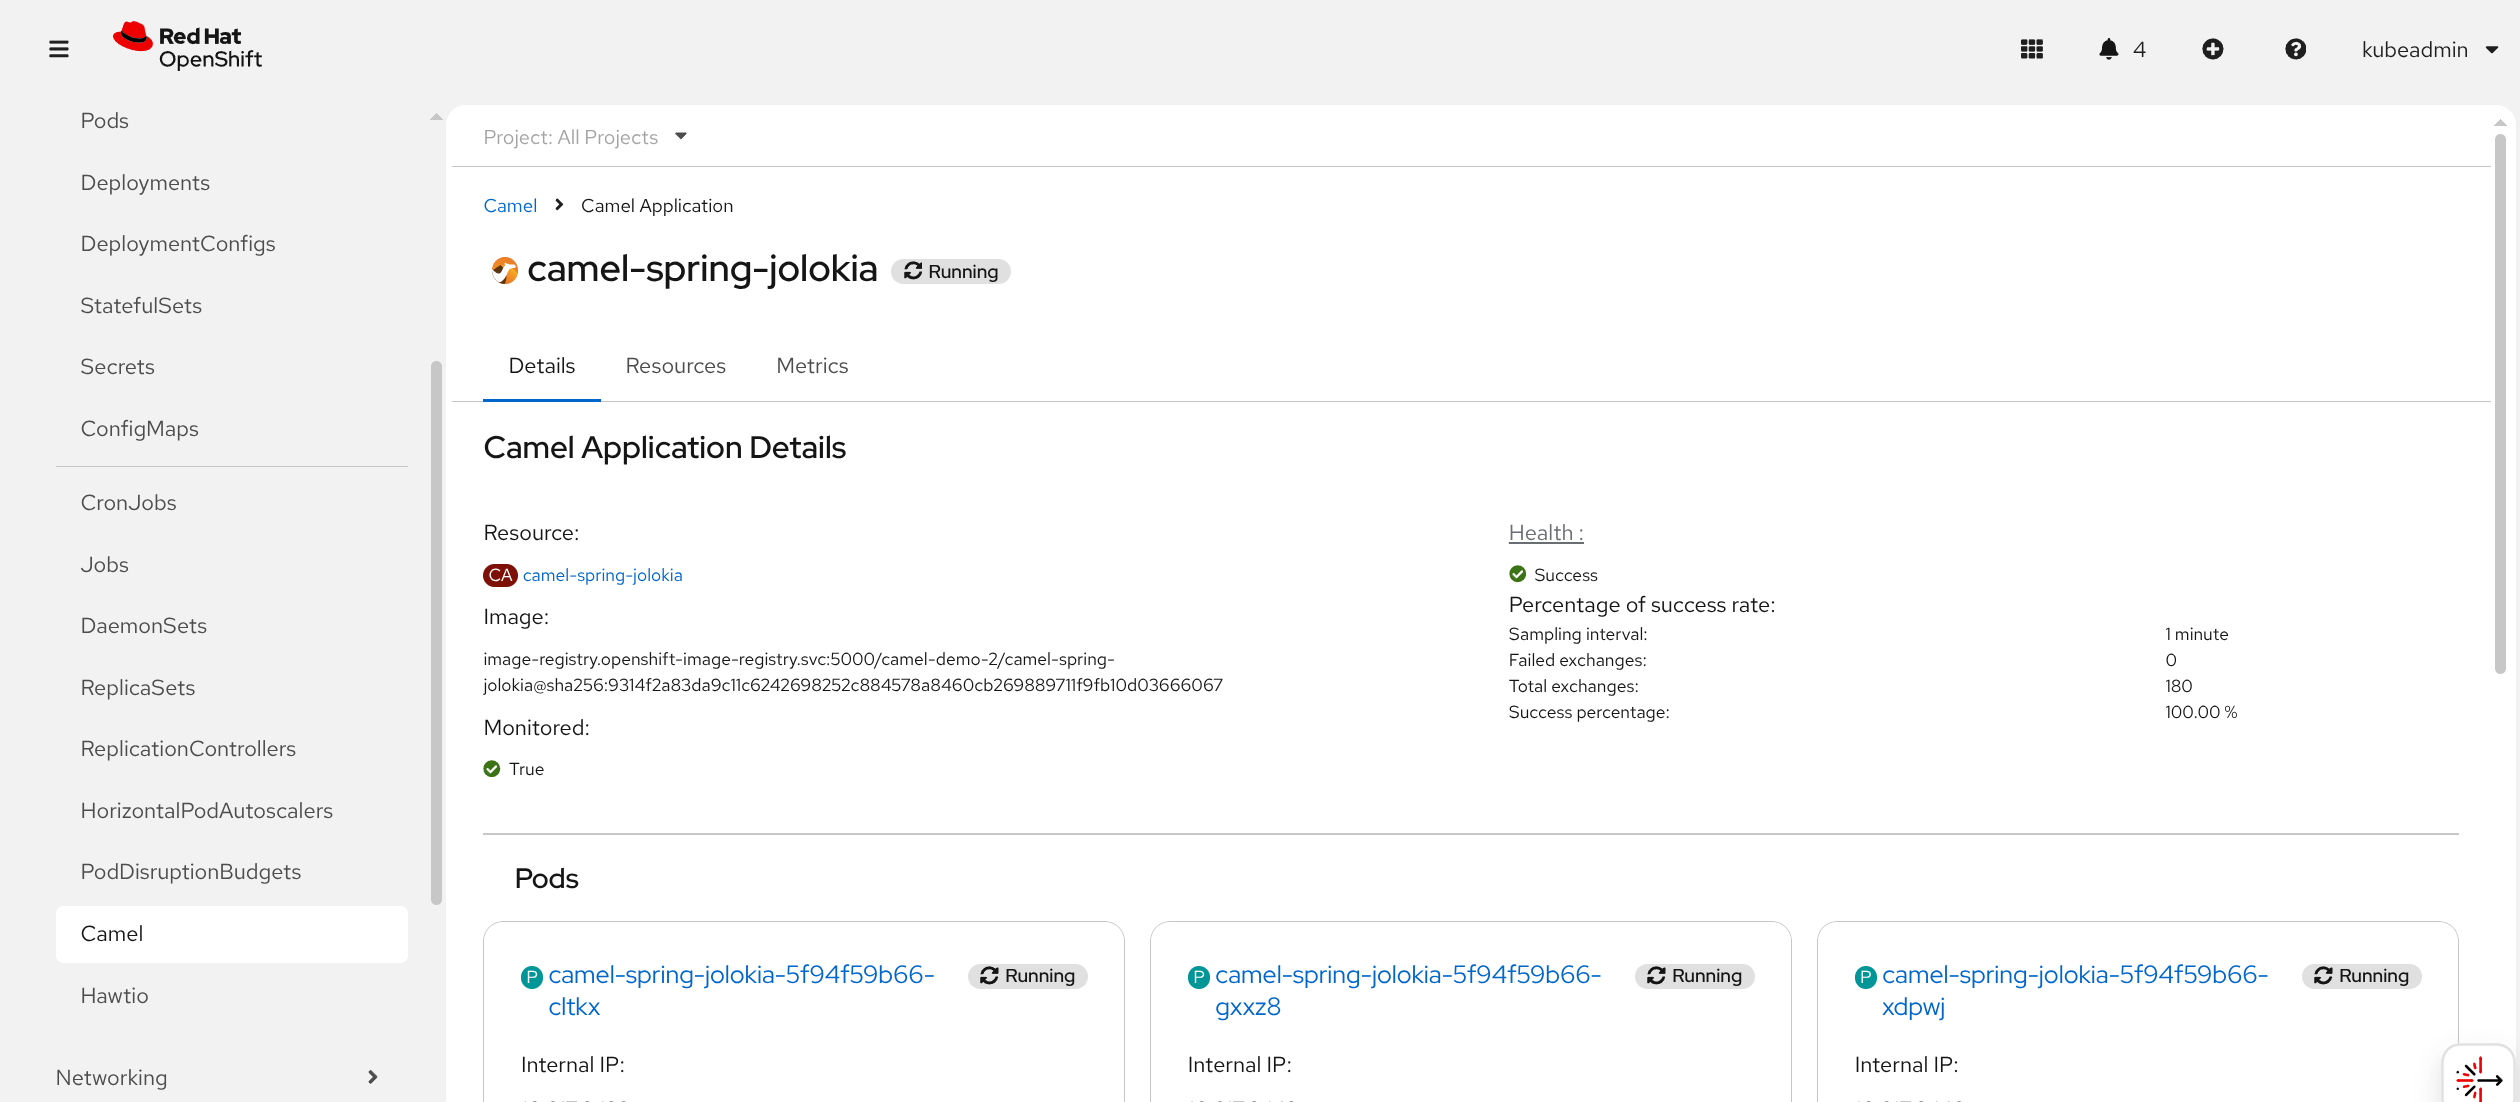 Red Hat
OpenShift
4
kubeadmin
Pods
Deployments
DeploymentConfigs
StatefulSets
Secrets
ConfigMaps
CronJobs
Jobs
DaemonSets
ReplicaSets
ReplicationControllers
HorizontalPodAutoscalers
PodDisruptionBudgets
Camel
Hawtio
Networking
Project: All Projects
Camel > Camel Application
camel-spring-jolokia Running
Details Resources Metrics
Camel Application Details
Resource:
CA camel-spring-jolokia
Image:
image-registry.openshift-image-registry.svc:5000/camel-demo-2/camel-spring-
jolokia@sha256:9314f2a83da9c11c6242698252c884578a8460cb269889711f9fb10d03666067
Monitored:
True
Health :
Success
Percentage of success rate:
Sampling interval: 1 minute
Failed exchanges: 0
Total exchanges: 180
Success percentage: 100.00 %
Pods
P camel-spring-jolokia-5f94f59b66- Running
cltkx
Internal IP:
P camel-spring-jolokia-5f94f59b66- Running
gxxz8
Internal IP:
P camel-spring-jolokia-5f94f59b66- Running
xdpwj
Internal IP: